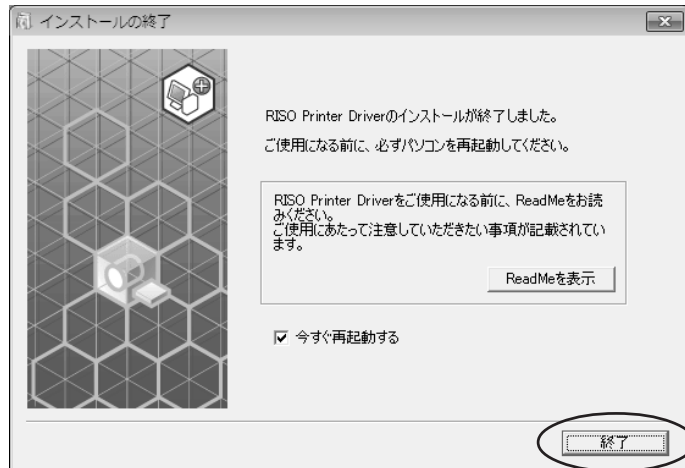 インストールの終了
RISO Printer Driverのインストールが終了しました。
ご使用になる前に、必ずパソコンを再起動してください。
RISO Printer Driverをご使用になる前に、ReadMeをお読
みください。
ご使用にあたって注意していただきたい事項が記載されてい
ます。
ReadMeを表示
今すぐ再起動する
終了